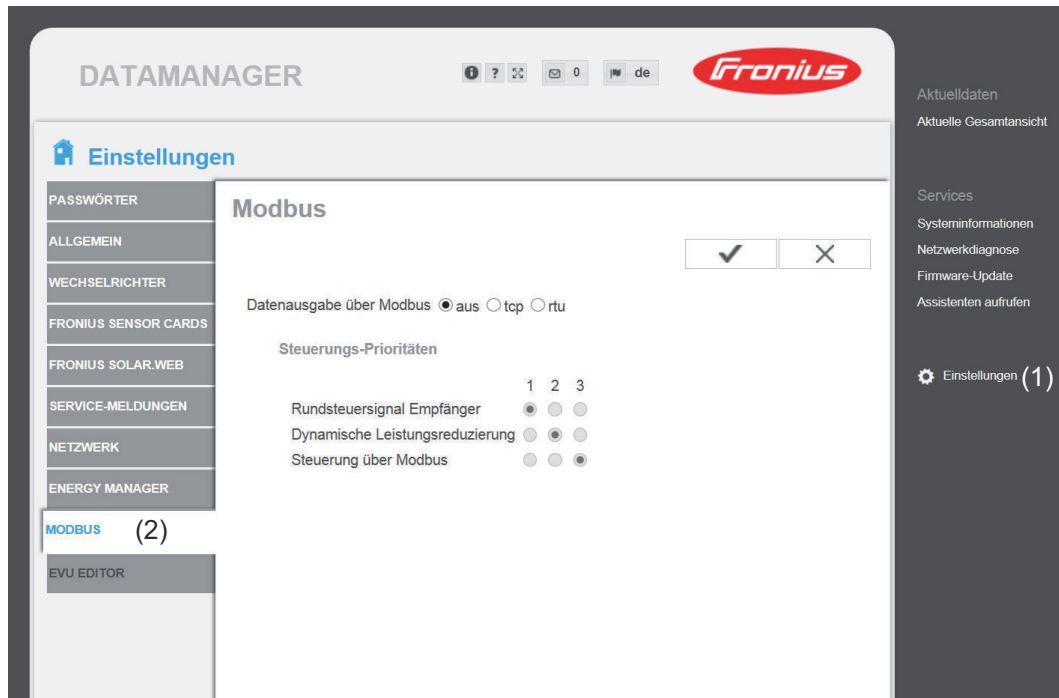 DATAMANAGER
0
de
Fronius
Einstellungen
PASSWÖRTER
ALLGEMEIN
WECHSELRICHTER
FRONIUS SENSOR CARDS
FRONIUS SOLAR.WEB
SERVICE-MELDUNGEN
NETZWERK
ENERGY MANAGER
MODBUS (2)
EVU EDITOR
Modbus
Datenausgabe über Modbus aus tcp rtu
Steuerungs-Prioritäten
1 2 3
Rundsteuersignal Empfänger
Dynamische Leistungsreduzierung
Steuerung über Modbus
Aktuelldaten
Aktuelle Gesamtansicht
Services
Systeminformationen
Netzwerkdiagnose
Firmware-Update
Assistenten aufrufen
Einstellungen (1)